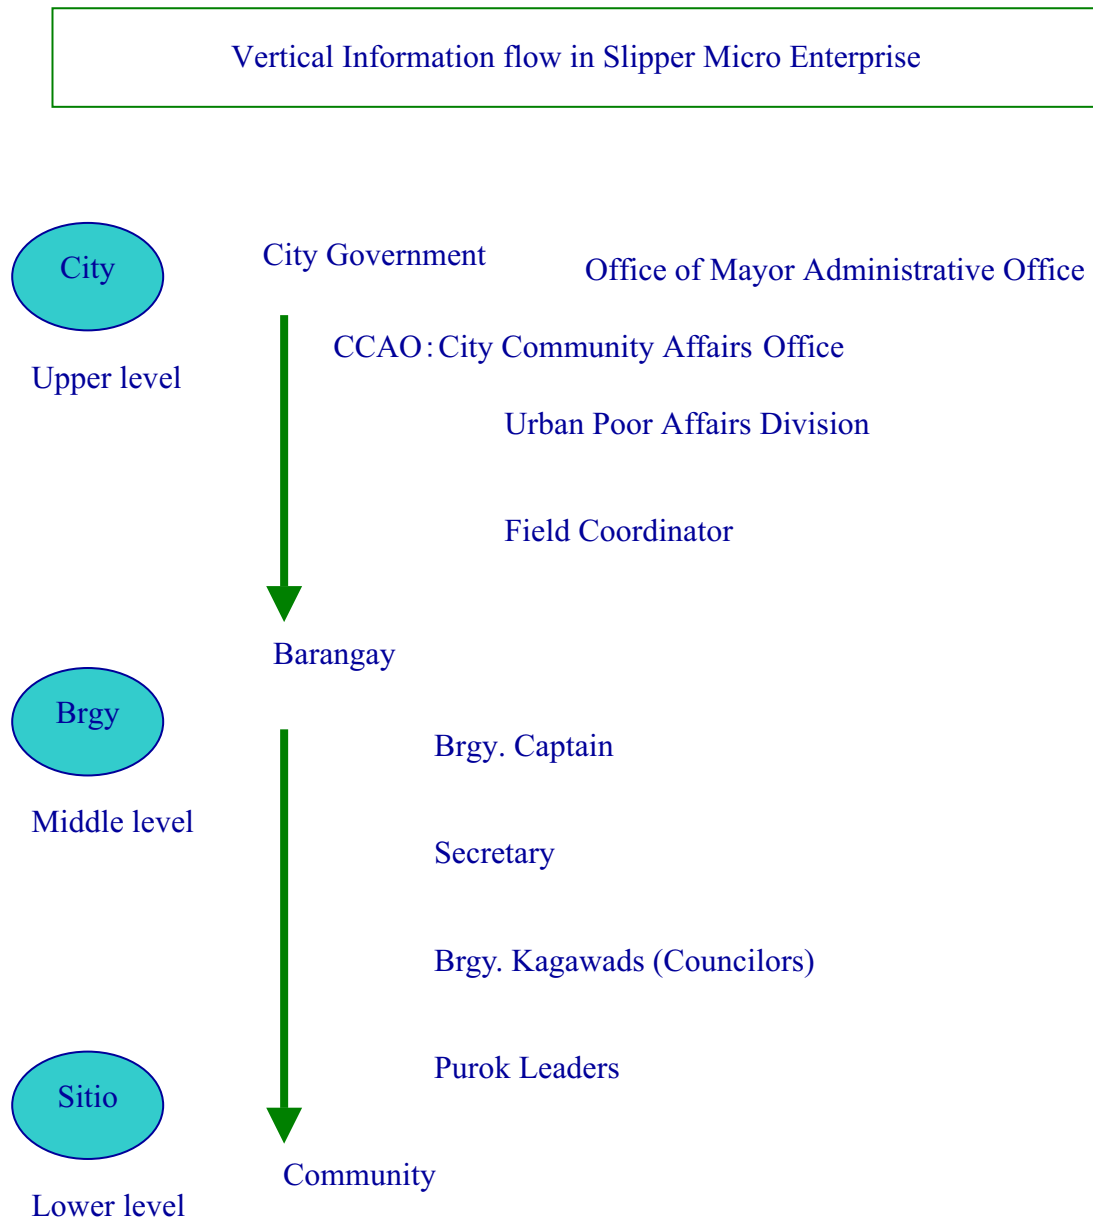 Vertical Information flow in Slipper Micro Enterprise
City
City Government
Office of Mayor Administrative Office
CCAO:City Community Affairs Office
Upper level
Urban Poor Affairs Division
Field Coordinator
Barangay
Brgy
Brgy. Captain
Middle level
Secretary
Brgy. Kagawads (Councilors)
Purok Leaders
Sitio
Community
Lower level